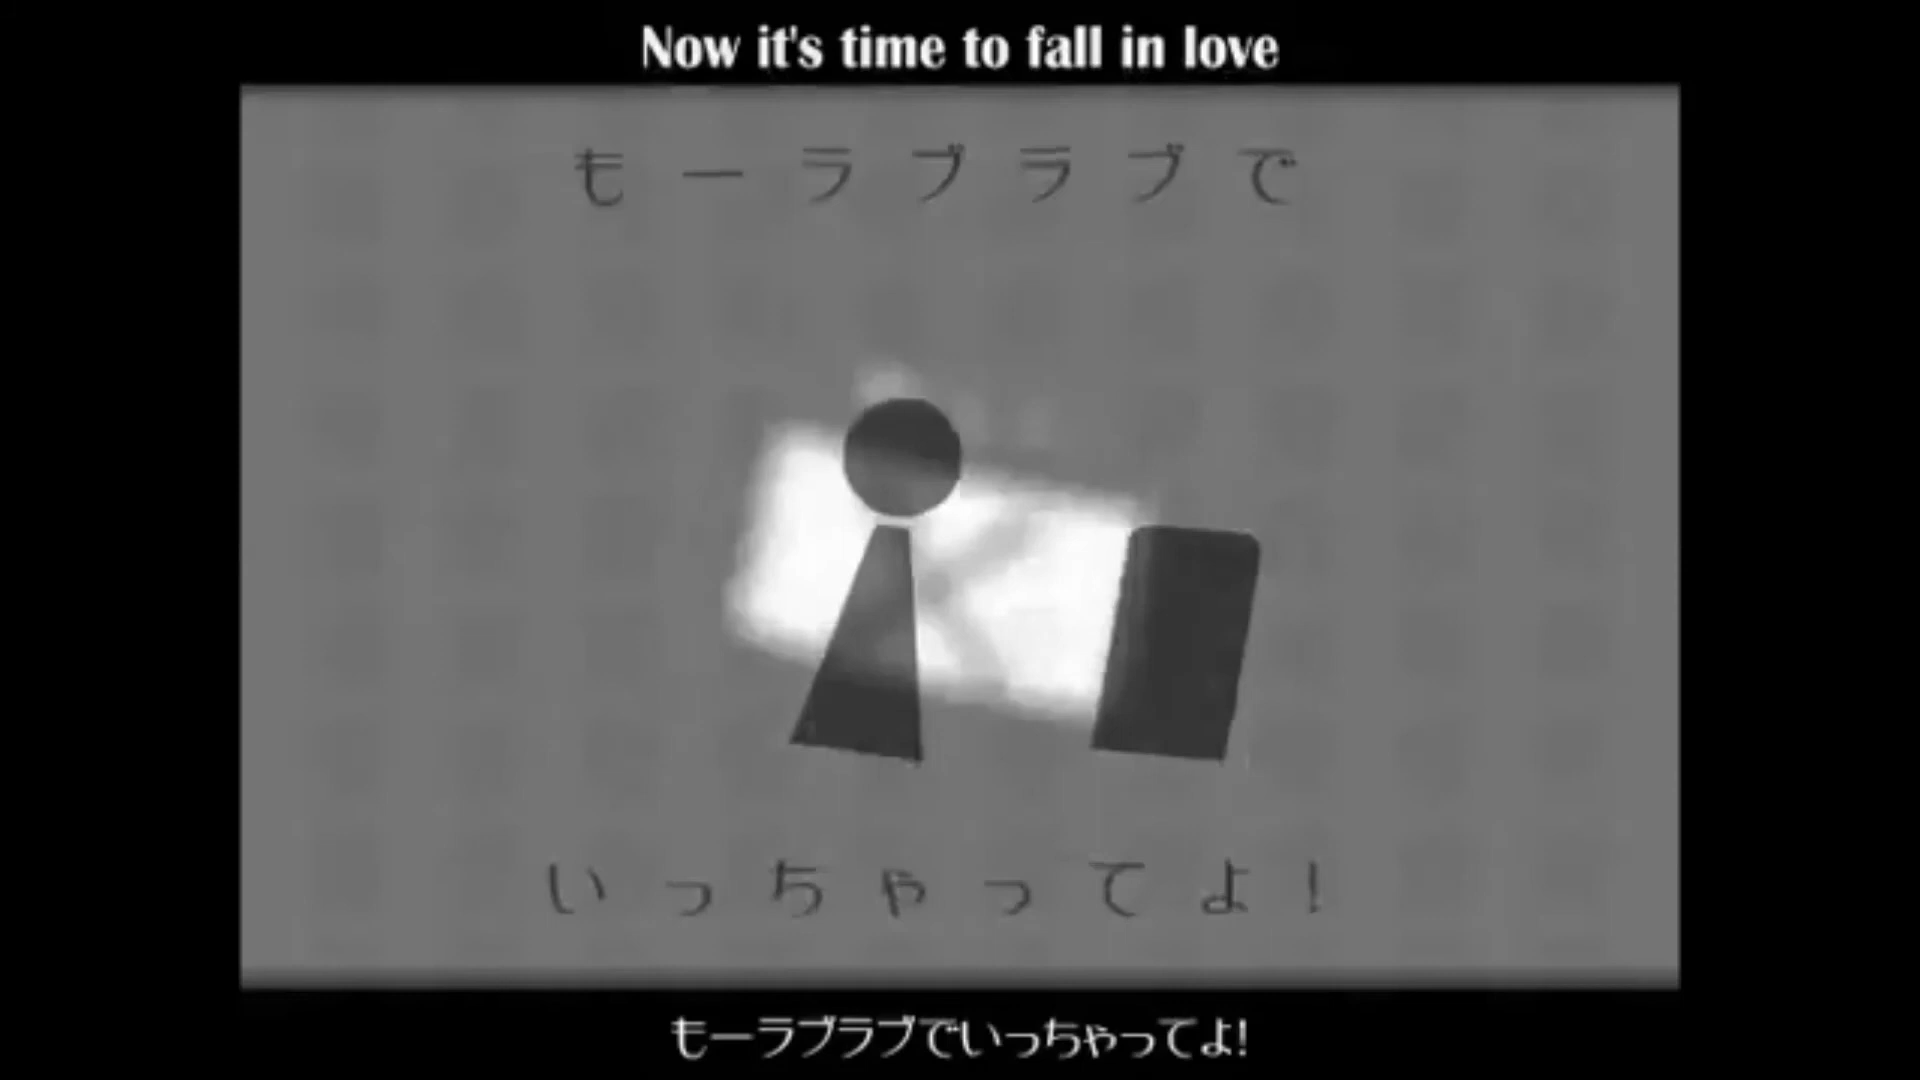 Now it's time to fall in love
もーラブラブで
いっちゃってよ!
もーラブラブでいっちゃってよ!